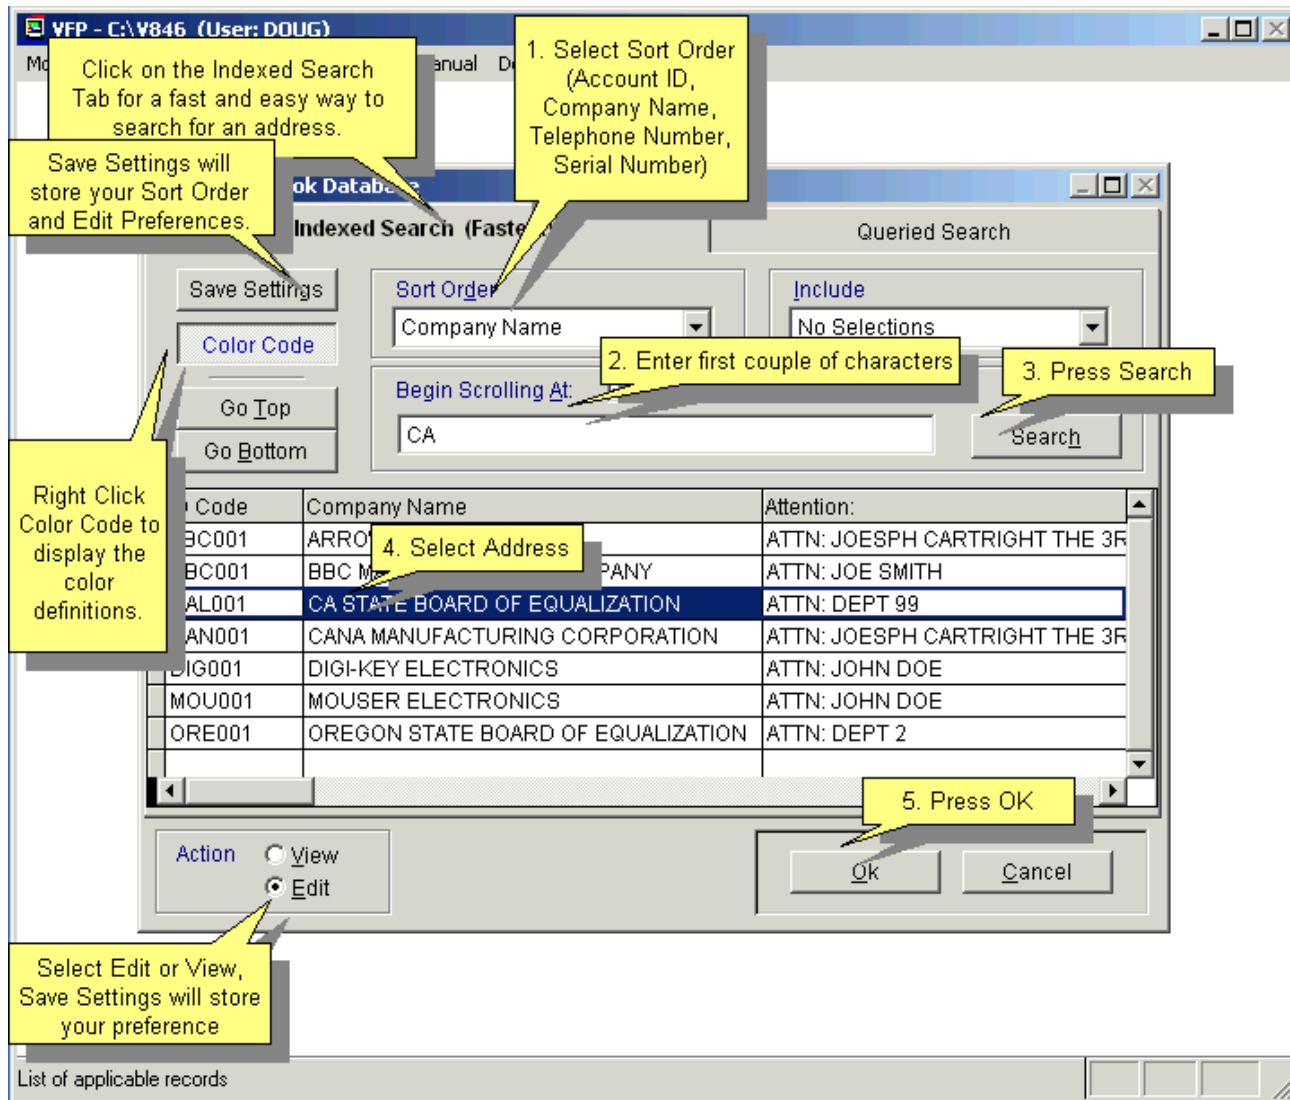 VFP - C:\V846 (User: DOUG)
Click on the Indexed Search
Tab for a fast and easy way to
search for an address.
1. Select Sort Order
(Account ID,
Company Name,
Telephone Number,
Serial Number)
Save Settings will
store your Sort Order
and Edit Preferences.
Indexed Search
Queried Search
Save Settings
Color Code
Go Top
Go Bottom
Sort Order
Company Name
Include
No Selections
2. Enter first couple of characters
3. Press Search
Begin Scrolling At:
CA
Search
Right Click
Color Code to
display the
color
definitions.
Code Company Name Attention:
4. Select Address
BC001 ATTN: JOESPH CARTRIGHT THE 3R
BC001 BBC PANY ATTN: JOE SMITH
AL001 CA STATE BOARD OF EQUALIZATION ATTN: DEPT 99
AN001 CANA MANUFACTURING CORPORATION ATTN: JOESPH CARTRIGHT THE 3R
DIG001 DIGI-KEY ELECTRONICS ATTN: JOHN DOE
MOU001 MOUSER ELECTRONICS ATTN: JOHN DOE
ORE001 OREGON STATE BOARD OF EQUALIZATION ATTN: DEPT 2
5. Press OK
Action
View
Edit
Ok
Cancel
Select Edit or View,
Save Settings will store
your preference
List of applicable records